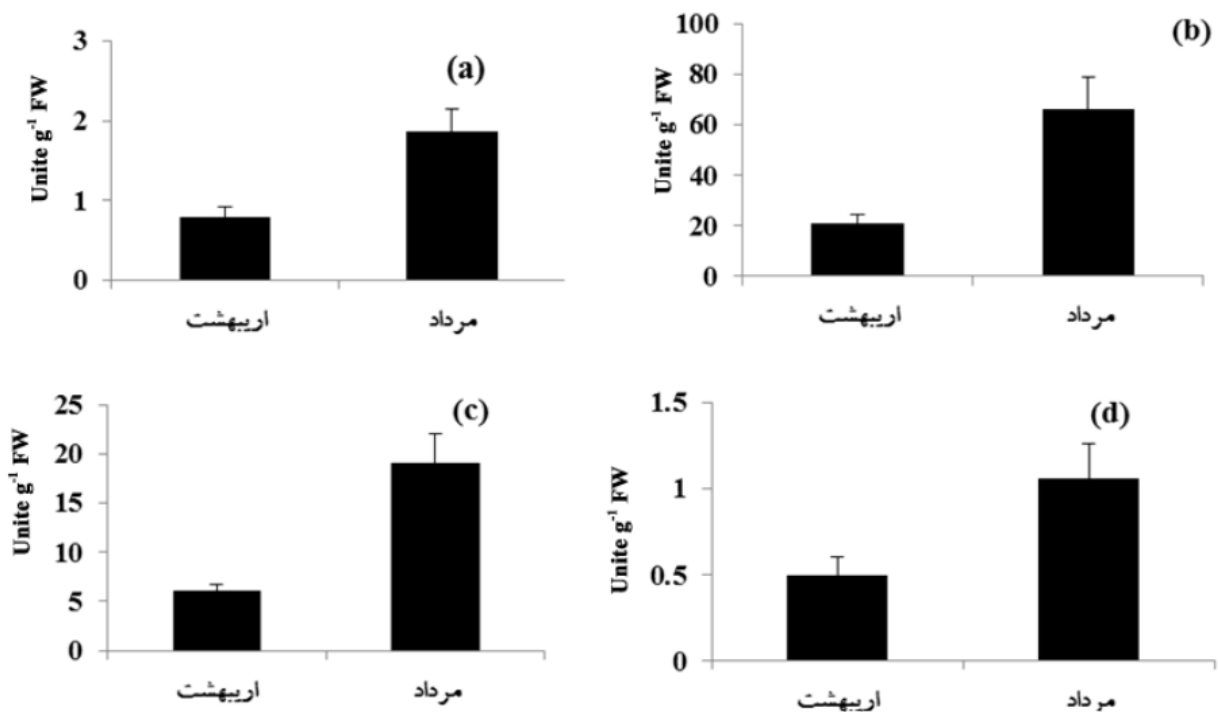 (a)
Unite g⁻¹ FW
3
2
1
0
اریبهشت
مرداد
(b)
Unite g⁻¹ FW
100
80
60
40
20
0
اریبهشت
مرداد
(c)
Unite g⁻¹ FW
25
20
15
10
5
0
اریبهشت
مرداد
(d)
Unite g⁻¹ FW
1.5
1
0.5
0
اریبهشت
مرداد